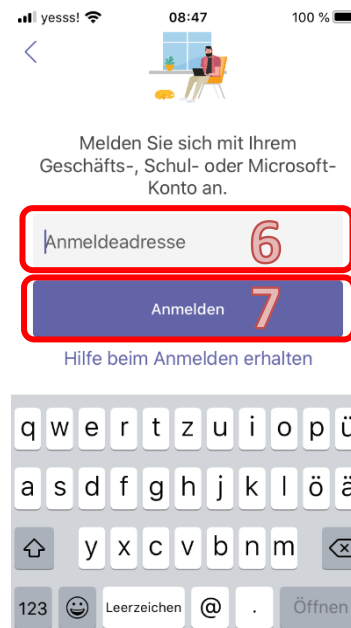 yesss! 08:47 100 %
Melden Sie sich mit Ihrem
Geschäfts-, Schul- oder Microsoft-
Konto an.
Anmeldeadresse 6
Anmelden 7
Hilfe beim Anmelden erhalten
q w e r t z u i o p ü
a s d f g h j k l ö ä
y x c v b n m
123 Leerzeichen @ . Öffnen